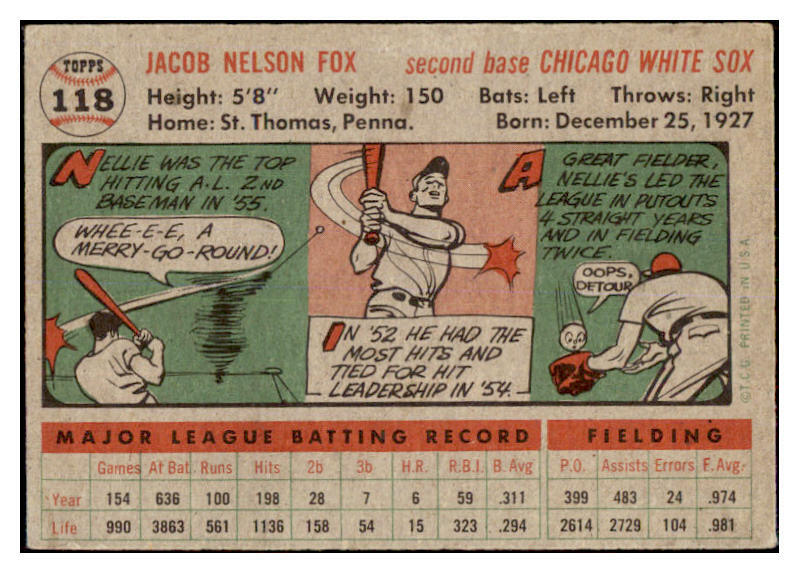 TOPPS
118
JACOB NELSON FOX second base CHICAGO WHITE SOX
Height: 5'8" Weight: 150 Bats: Left Throws: Right
Home: St. Thomas, Penna. Born: December 25, 1927
NELLIE WAS THE TOP
HITTING A.L. 2ND
BASEMAN IN '55.
WHEE-E-E, A
MERRY-GO-ROUND!
IN '52 HE HAD THE
MOST HITS AND
TIED FOR HIT
LEADERSHIP IN '54.
A GREAT FIELDER,
NELLIE'S LED THE
LEAGUE IN PUTOUTS
4 STRAIGHT YEARS
AND IN FIELDING
TWICE.
OOPS,
DETOUR
©T.C.G. PRINTED IN U.S.A.
MAJOR LEAGUE BATTING RECORD FIELDING
Games At Bat Runs Hits 2b 3b H.R. R.B.I. B. Avg P.O. Assists Errors F. Avg.
Year 154 636 100 198 28 7 6 59 .311 399 483 24 .974
Life 990 3863 561 1136 158 54 15 323 .294 2614 2729 104 .981